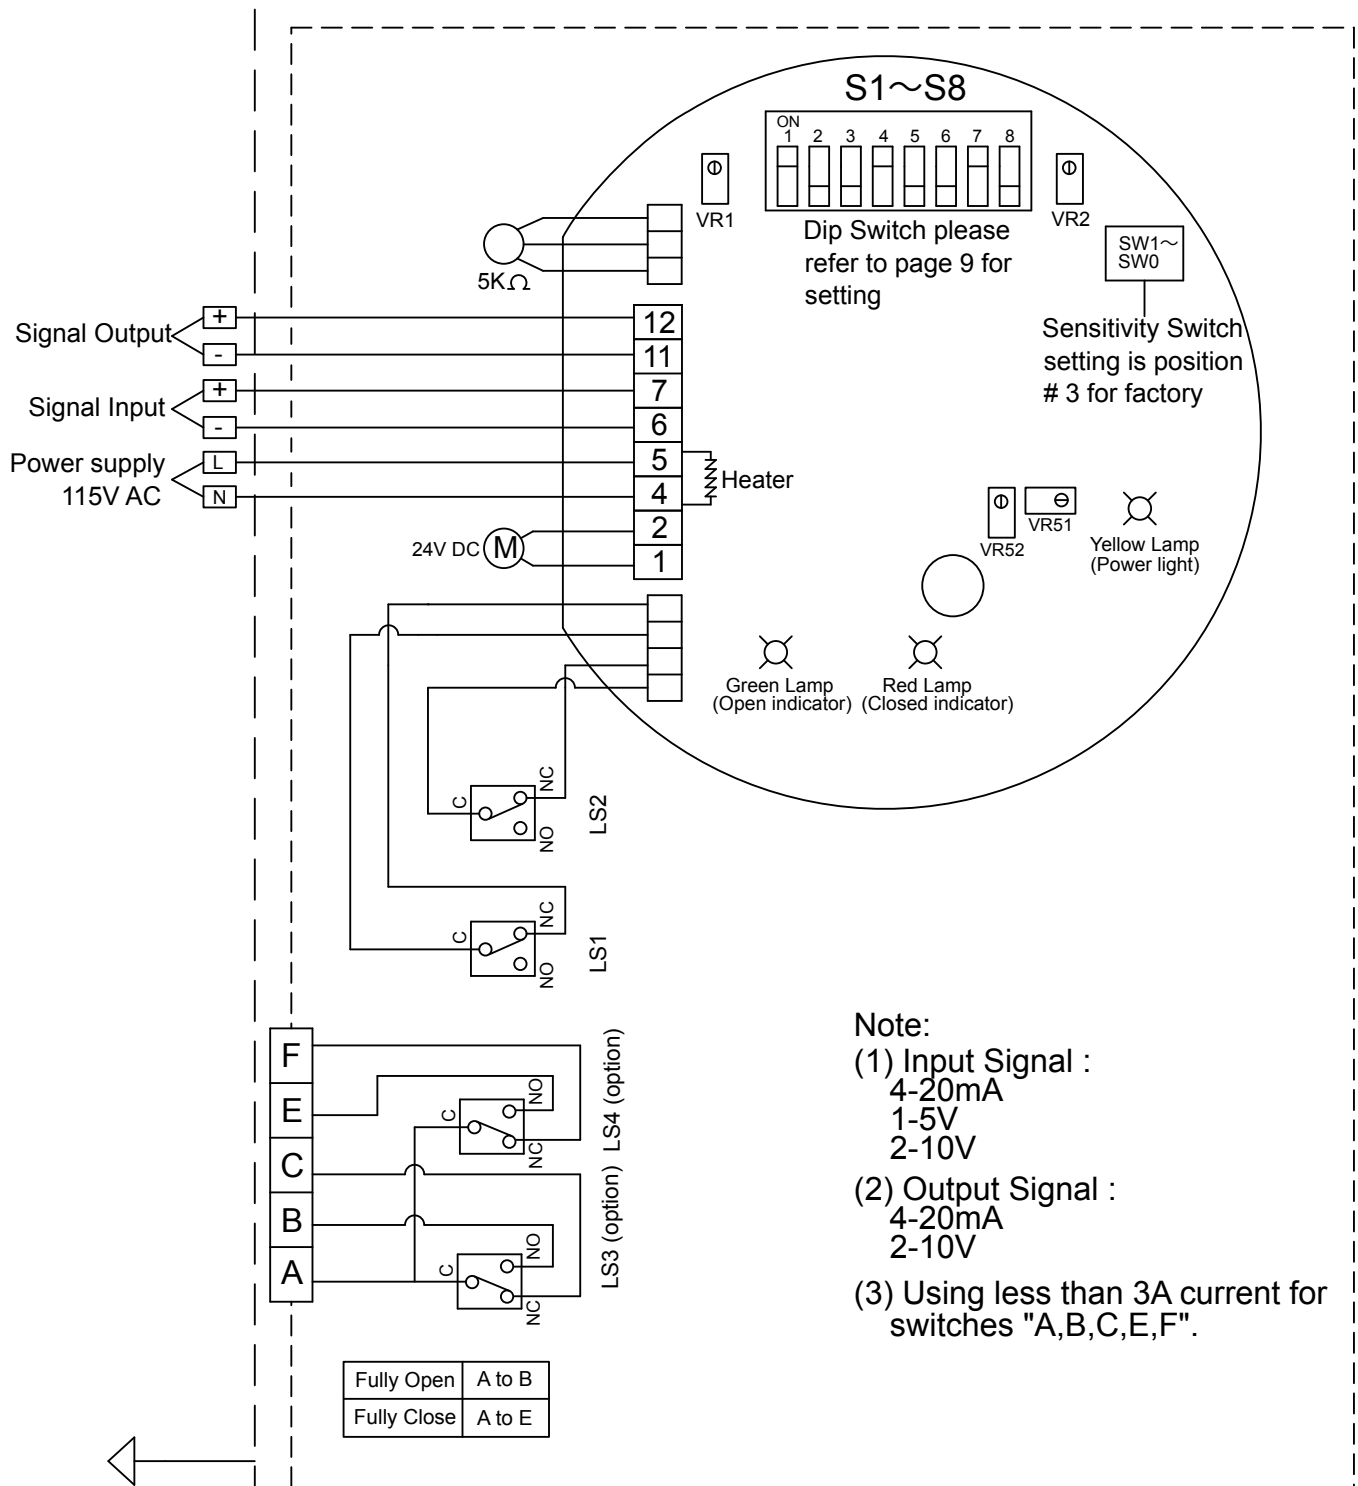 S1～S8
ON
1 2 3 4 5 6 7 8
VR1
VR2
Dip Switch please
refer to page 9 for
setting
SW1～
SW0
Sensitivity Switch
setting is position
# 3 for factory
5KΩ
Signal Output
+
-
Signal Input
+
-
Power supply
115V AC
L
N
12
11
7
6
5
4
2
1
Heater
24V DC
M
VR52
VR51
Yellow Lamp
(Power light)
Green Lamp
(Open indicator)
Red Lamp
(Closed indicator)
C
NC
NO
LS2
C
NC
NO
LS1
F
E
C
B
A
C
NO
NC
LS4 (option)
C
NO
NC
LS3 (option)
Fully Open A to B
Fully Close A to E
Note:
(1) Input Signal :
4-20mA
1-5V
2-10V
(2) Output Signal :
4-20mA
2-10V
(3) Using less than 3A current for
switches "A,B,C,E,F".